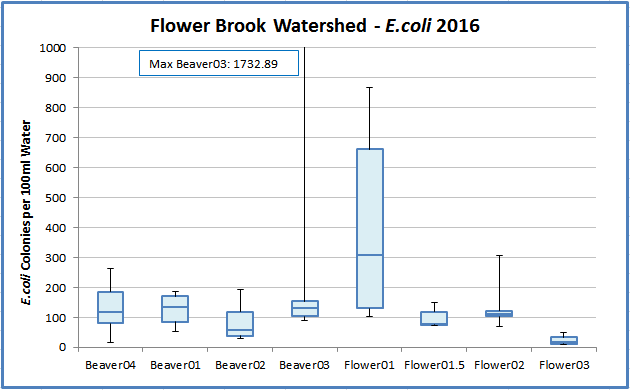 Flower Brook Watershed - E.coli 2016
Max Beaver03: 1732.89
E.coli Colonies per 100ml Water
1000
900
800
700
600
500
400
300
200
100
0
Beaver04 Beaver01 Beaver02 Beaver03 Flower01 Flower01.5 Flower02 Flower03